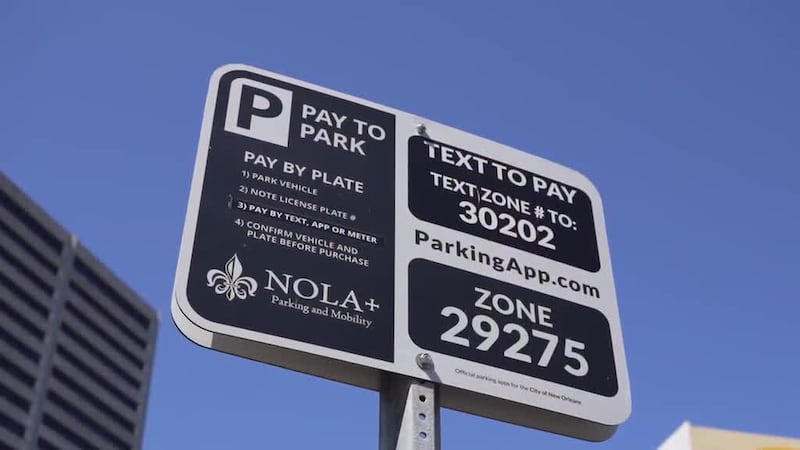 P
PAY TO
PARK
PAY BY PLATE
1) PARK VEHICLE
2) NOTE LICENSE PLATE #
3) PAY BY TEXT, APP OR METER
4) CONFIRM VEHICLE AND
PLATE BEFORE PURCHASE
NOLA+
Parking and Mobility
TEXT TO PAY
TEXT ZONE # TO:
30202
ParkingApp.com
ZONE
29275
Official parking sign for the City of New Orleans